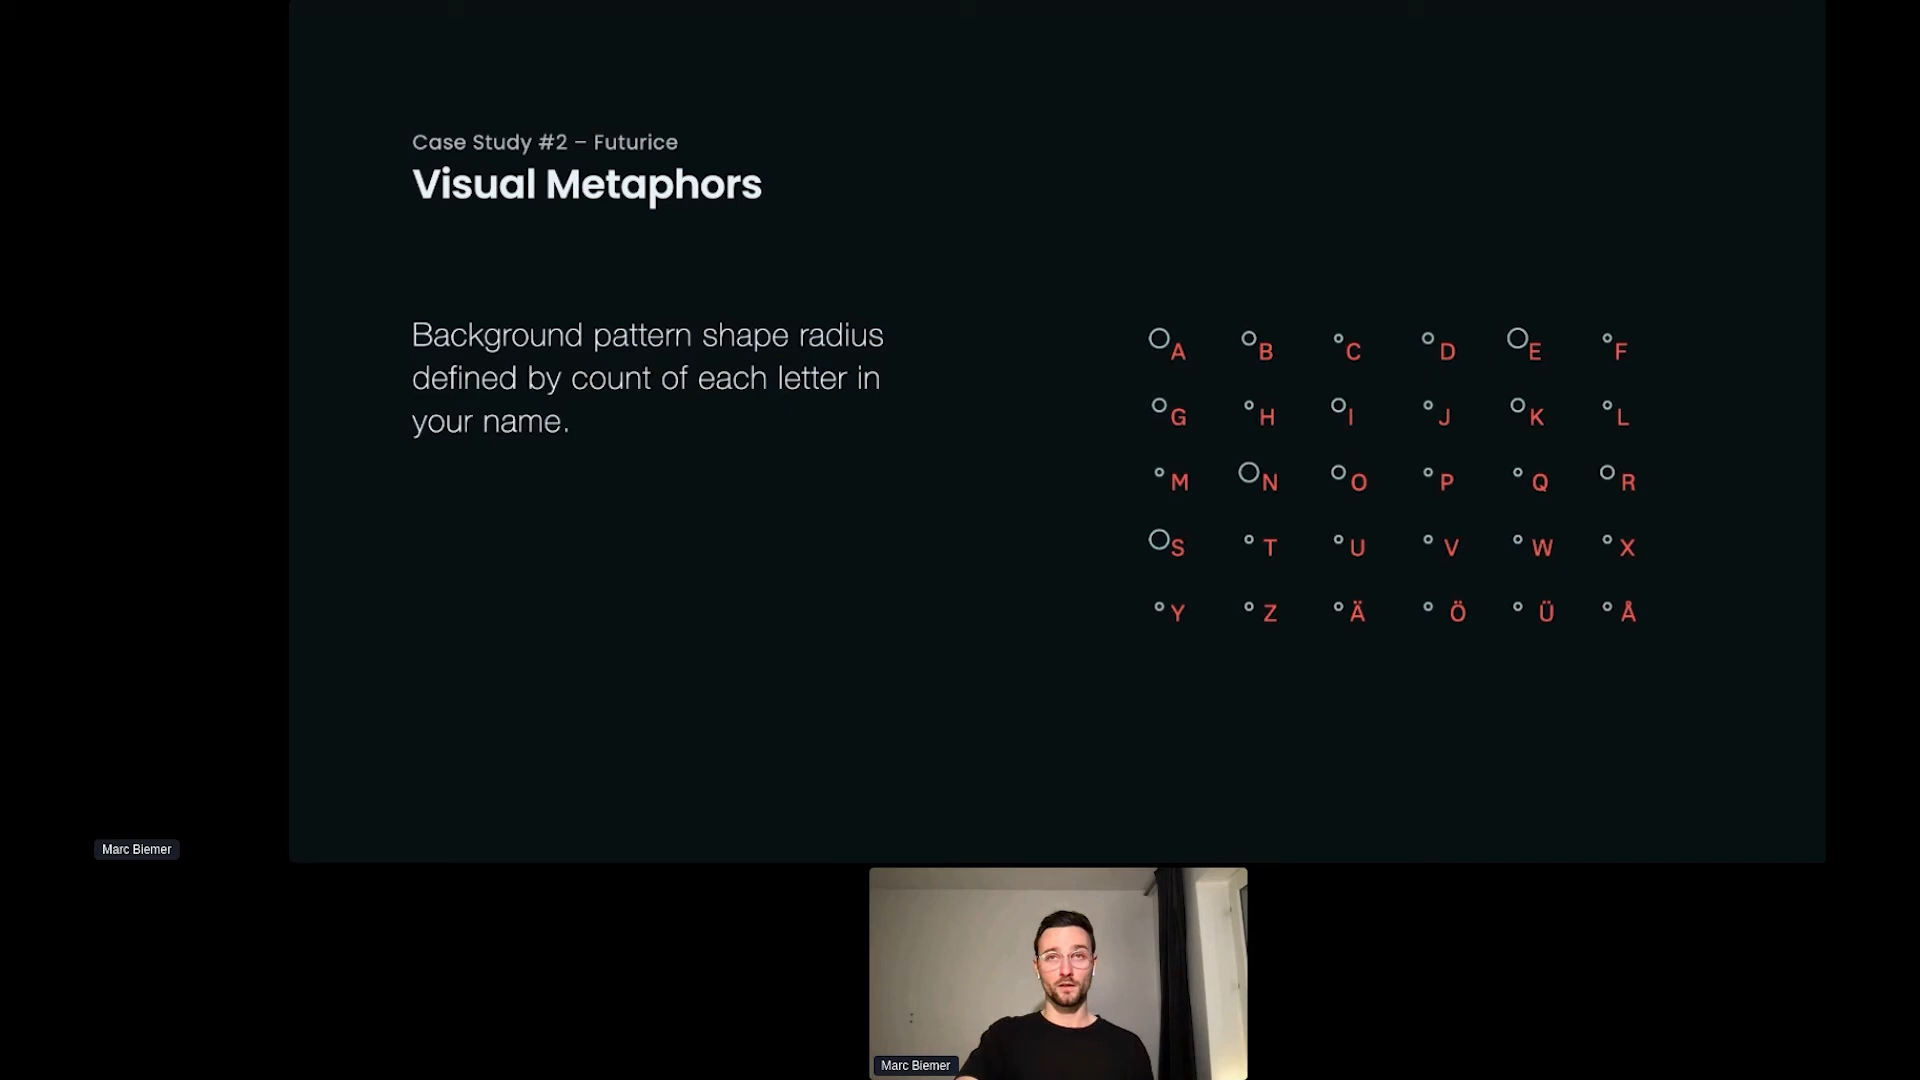 Case Study #2 – Futurice
Visual Metaphors
Background pattern shape radius
defined by count of each letter in
your name.
A B C D E F
G H I J K L
M N O P Q R
S T U V W X
Y Z Ä Ö Ü Å
Marc Biemer
Marc Biemer